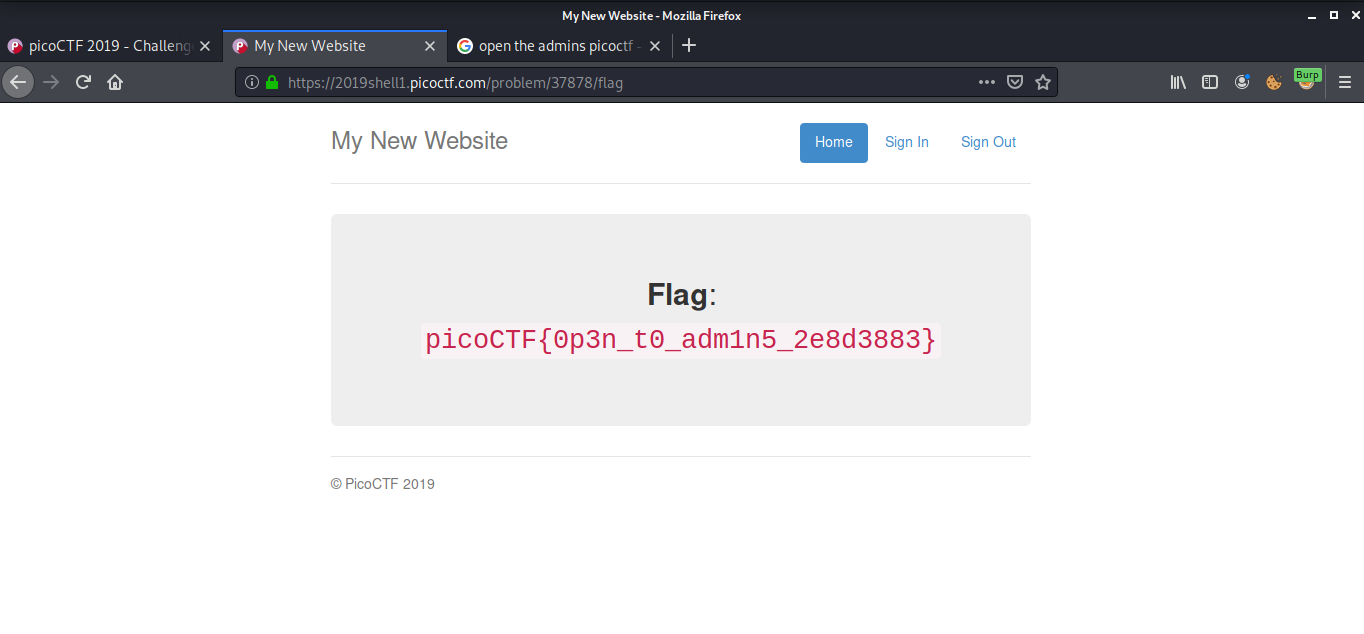 My New Website - Mozilla Firefox
picoCTF 2019 - Challeng
My New Website
open the admins picoctf -
https://2019shell1.picoctf.com/problem/37878/flag
Burp
My New Website
Home
Sign In
Sign Out
Flag:
picoCTF{0p3n_t0_adm1n5_2e8d3883}
© PicoCTF 2019